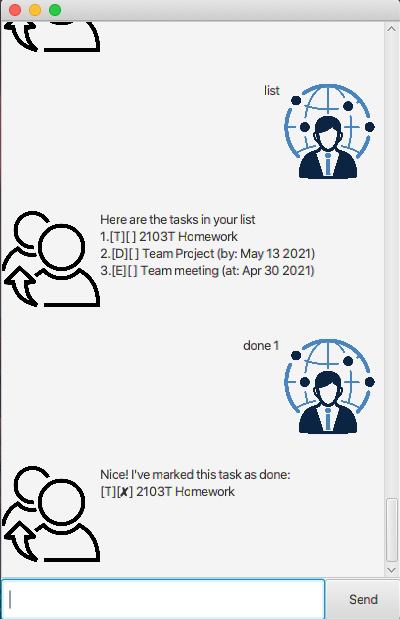 list
Here are the tasks in your list
1.[T][ ] 2103T Homework
2.[D][ ] Team Project (by: May 13 2021)
3.[E][ ] Team meeting (at: Apr 30 2021)
done 1
Nice! I've marked this task as done:
[T][✘] 2103T Homework
Send